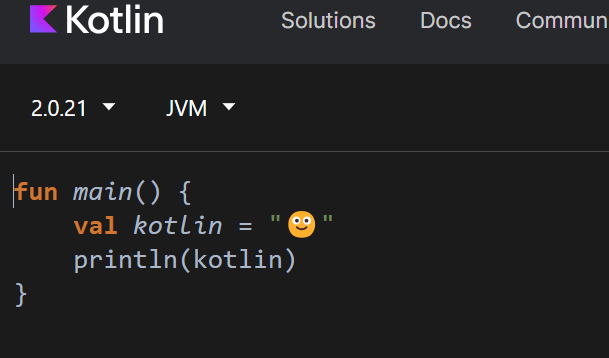 Kotlin Solutions Docs Commun
2.0.21 JVM
fun main() {
    val kotlin = "🙂"
    println(kotlin)
}